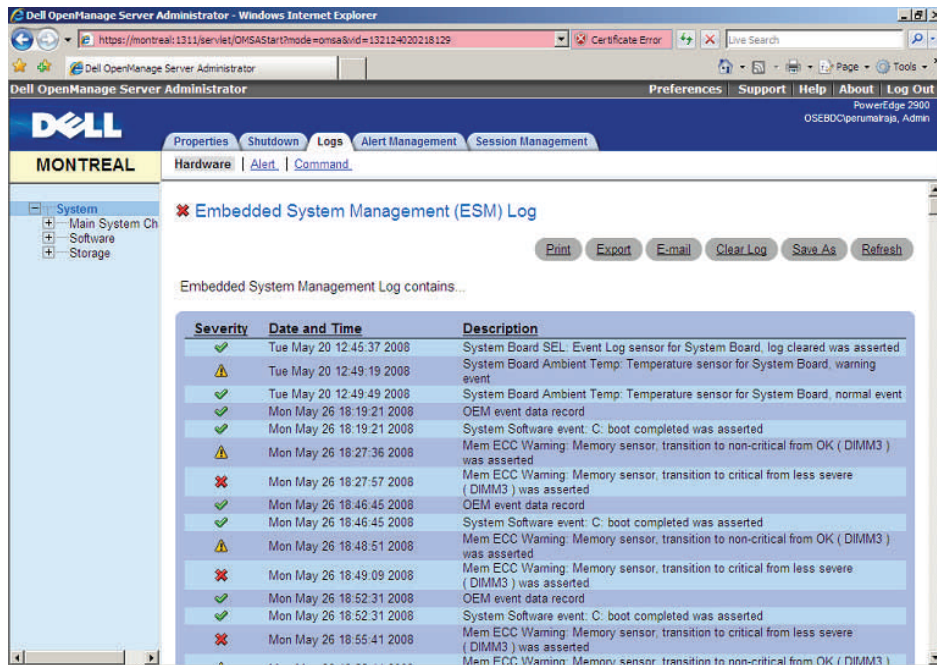 Dell OpenManage Server Administrator - Windows Internet Explorer
https://montreal:1311/servlet/OMSAStart?mode=omsa&vid=132124020218129
Certificate Error
Live Search
Dell OpenManage Server Administrator
Page
Tools
Dell OpenManage Server Administrator
Preferences | Support | Help | About | Log Out
DELL
PowerEdge 2900
OSEBDC\perumalraja, Admin
Properties Shutdown Logs Alert Management Session Management
MONTREAL
Hardware | Alert | Command
System
Main System Ch
Software
Storage
Embedded System Management (ESM) Log
Print Export E-mail Clear Log Save As Refresh
Embedded System Management Log contains...
Severity Date and Time Description
Tue May 20 12:45:37 2008 System Board SEL: Event Log sensor for System Board, log cleared was asserted
Tue May 20 12:49:19 2008 System Board Ambient Temp: Temperature sensor for System Board, warning
event
Tue May 20 12:49:49 2008 System Board Ambient Temp: Temperature sensor for System Board, normal event
Mon May 26 18:19:21 2008 OEM event data record
Mon May 26 18:19:21 2008 System Software event: C: boot completed was asserted
Mon May 26 18:27:36 2008 Mem ECC Warning: Memory sensor, transition to non-critical from OK ( DIMM3 )
was asserted
Mon May 26 18:27:57 2008 Mem ECC Warning: Memory sensor, transition to critical from less severe
( DIMM3 ) was asserted
Mon May 26 18:46:45 2008 OEM event data record
Mon May 26 18:46:45 2008 System Software event: C: boot completed was asserted
Mon May 26 18:48:51 2008 Mem ECC Warning: Memory sensor, transition to non-critical from OK ( DIMM3 )
was asserted
Mon May 26 18:49:09 2008 Mem ECC Warning: Memory sensor, transition to critical from less severe
( DIMM3 ) was asserted
Mon May 26 18:52:31 2008 OEM event data record
Mon May 26 18:52:31 2008 System Software event: C: boot completed was asserted
Mon May 26 18:55:41 2008 Mem ECC Warning: Memory sensor, transition to critical from less severe
( DIMM3 ) was asserted
Mem ECC Warning: Memory sensor, transition to non-critical from OK ( DIMM3 )